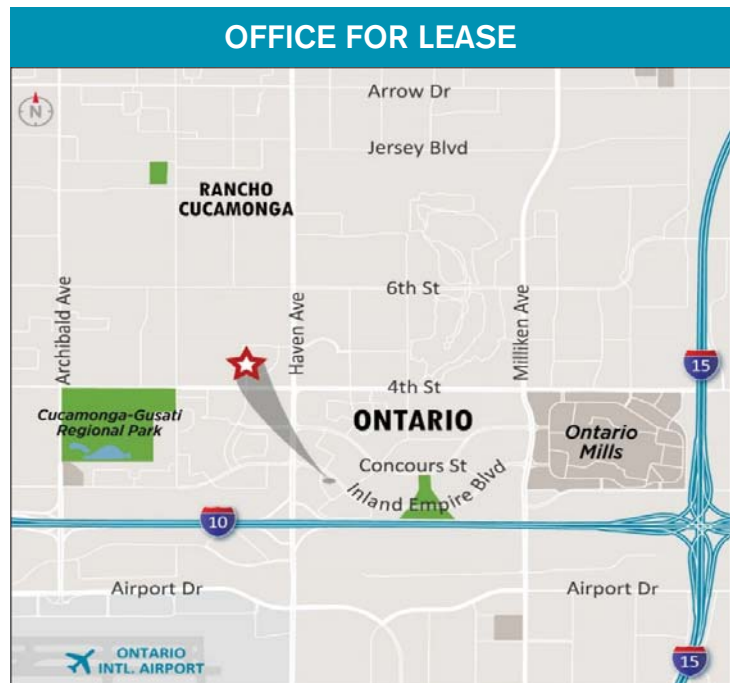 OFFICE FOR LEASE
N
Arrow Dr
Jersey Blvd
RANCHO
CUCAMONGA
Archibald Ave
Haven Ave
6th St
Milliken Ave
15
4th St
Cucamonga-Gusati
Regional Park
ONTARIO
Ontario
Mills
Concours St
Inland Empire Blvd
10
Airport Dr
Airport Dr
ONTARIO
INTL. AIRPORT
15